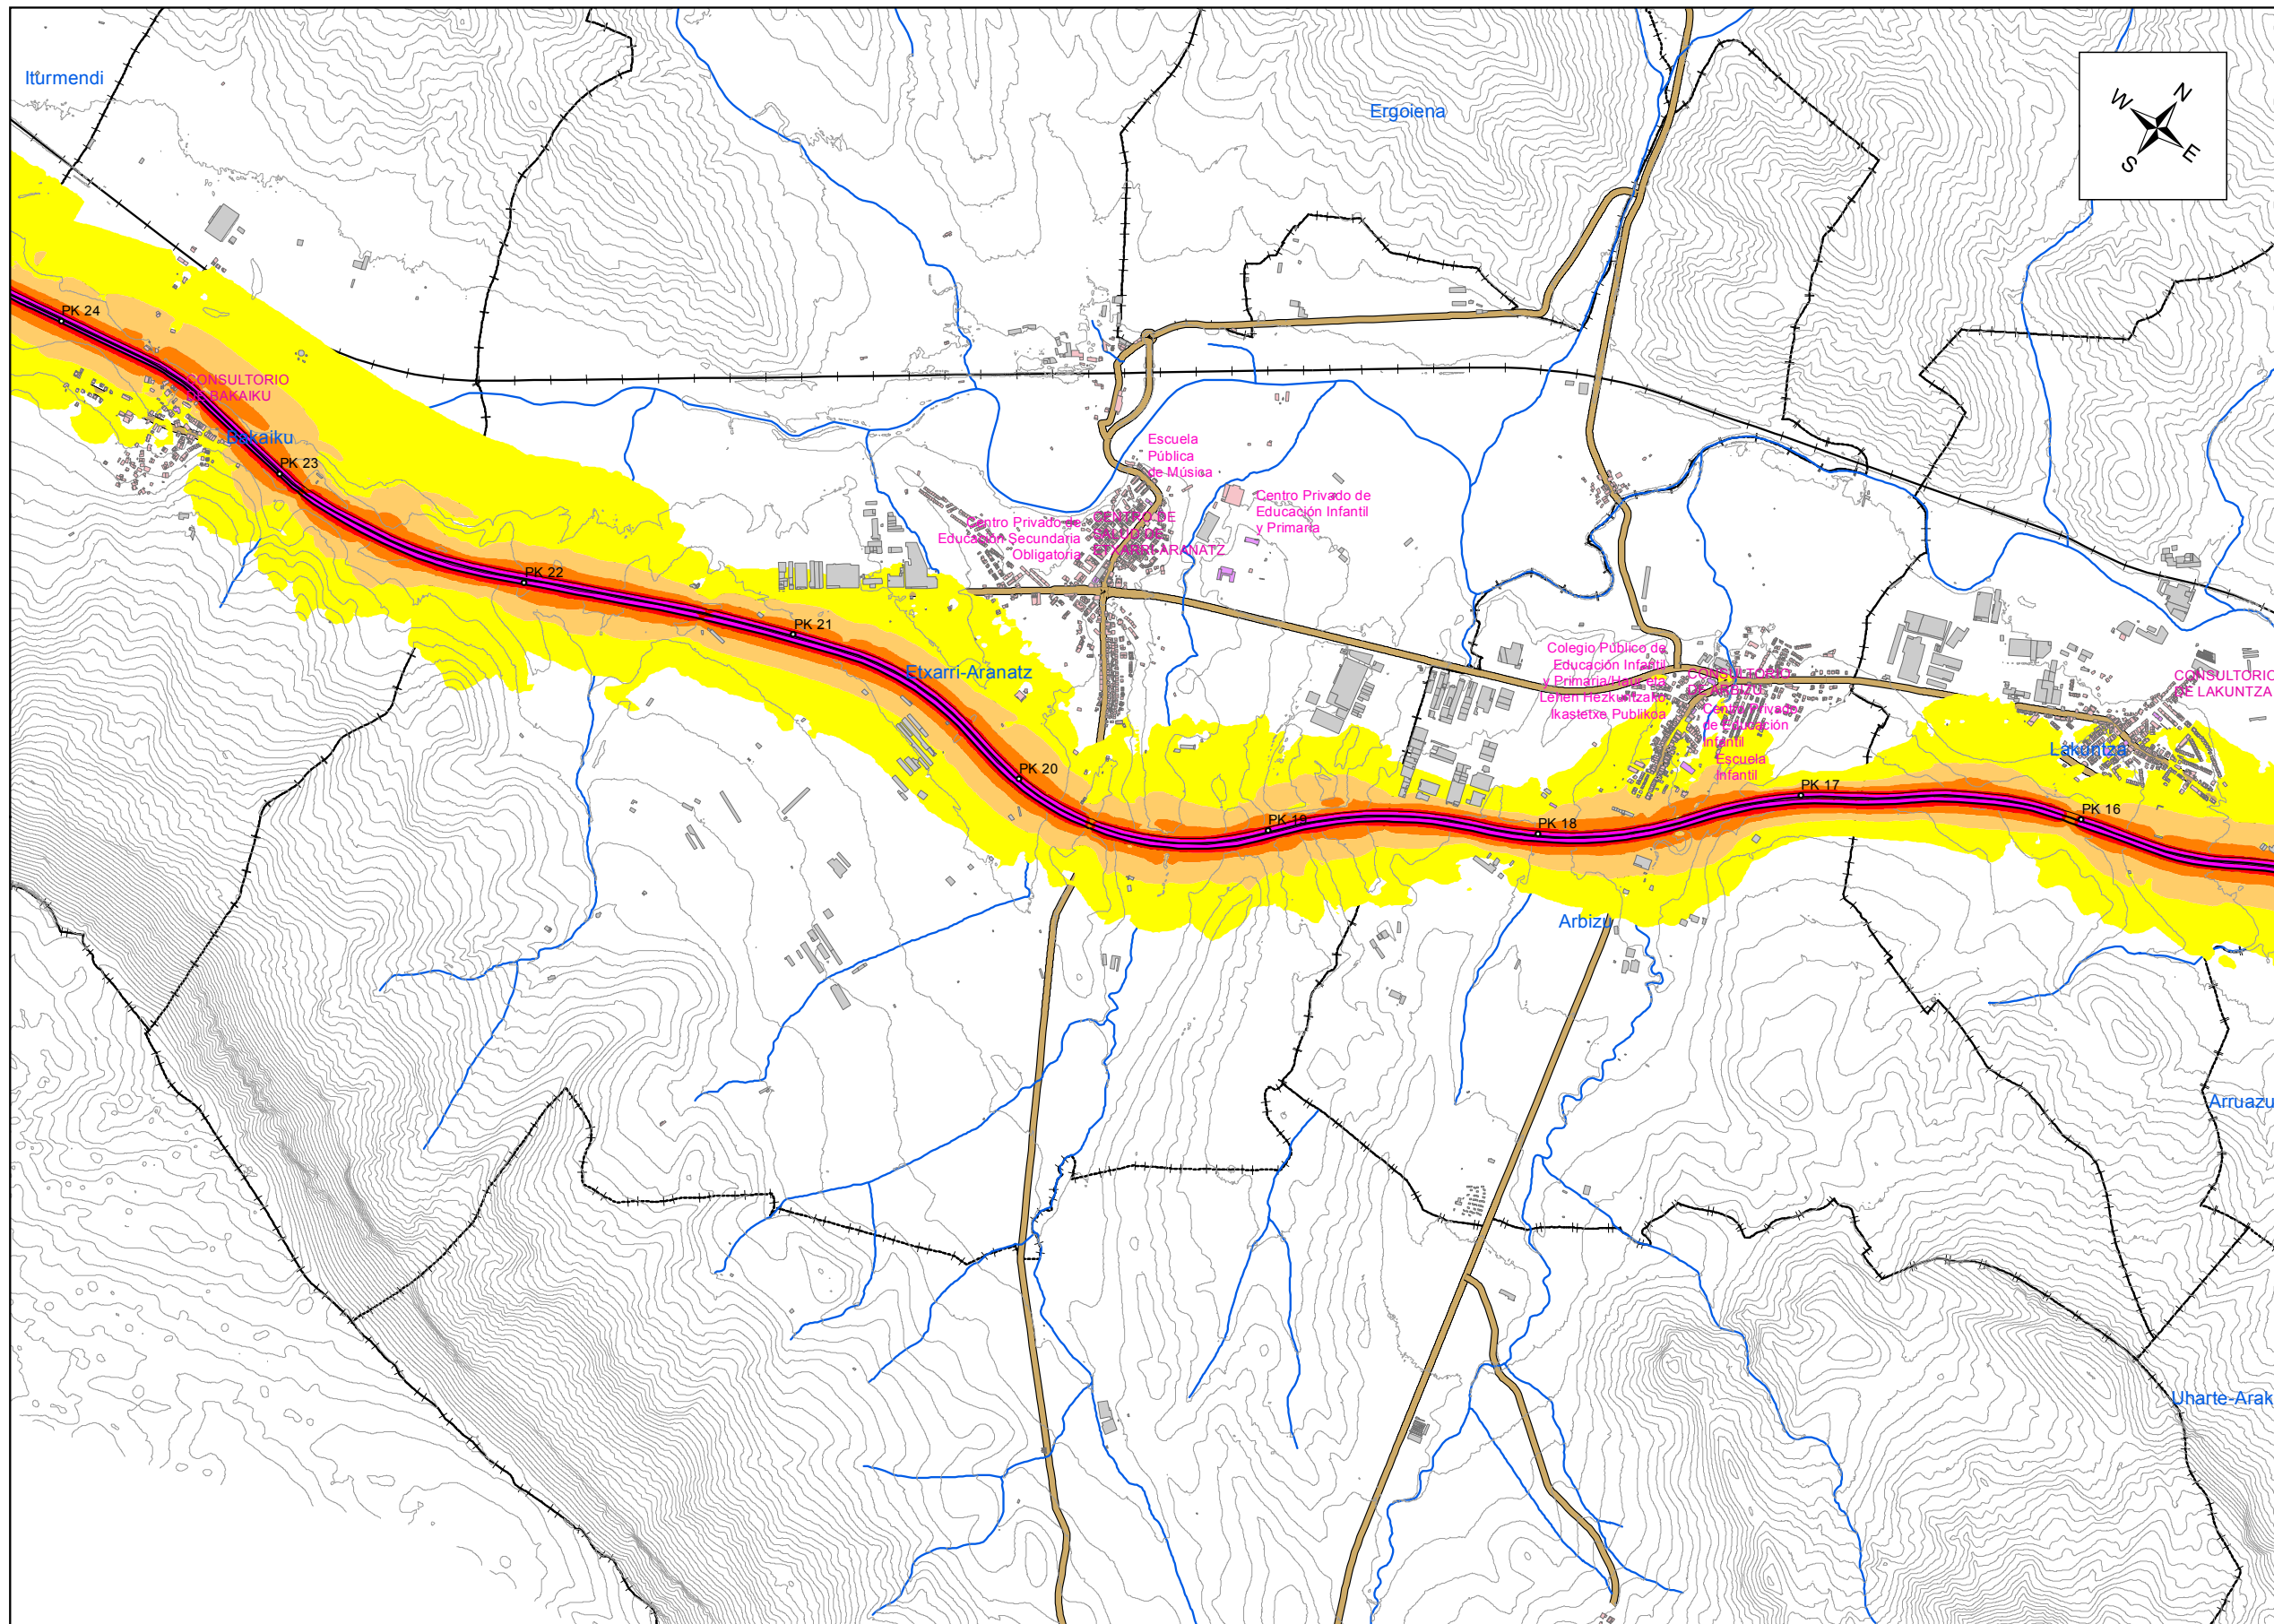 Iturmendi
Ergoiena
N
W
E
S
PK 24
CONSULTORIO
DE BAKAIKU
Bakaiku
PK 23
Escuela
Pública
de Música
Centro Privado de
Educación Infantil
y Primaria
Centro Privado de
Educación Secundaria
Obligatoria
CENTRO DE
SALUD DE
ETXARRI-ARANATZ
PK 22
PK 21
Etxarri-Aranatz
Colegio Público de
Educación Infantil
y Primaria/Haur eta
Lehen Hezkuntzako
Ikastetxe Publikoa
CONSULTORIO
DE ARBIZU
Centro Privado
de Educación
Infantil
Escuela
Infantil
CONSULTORIO
DE LAKUNTZA
Lakuntza
PK 20
PK 19
PK 18
PK 17
PK 16
Arbizu
Arruazu
Uharte-Arak